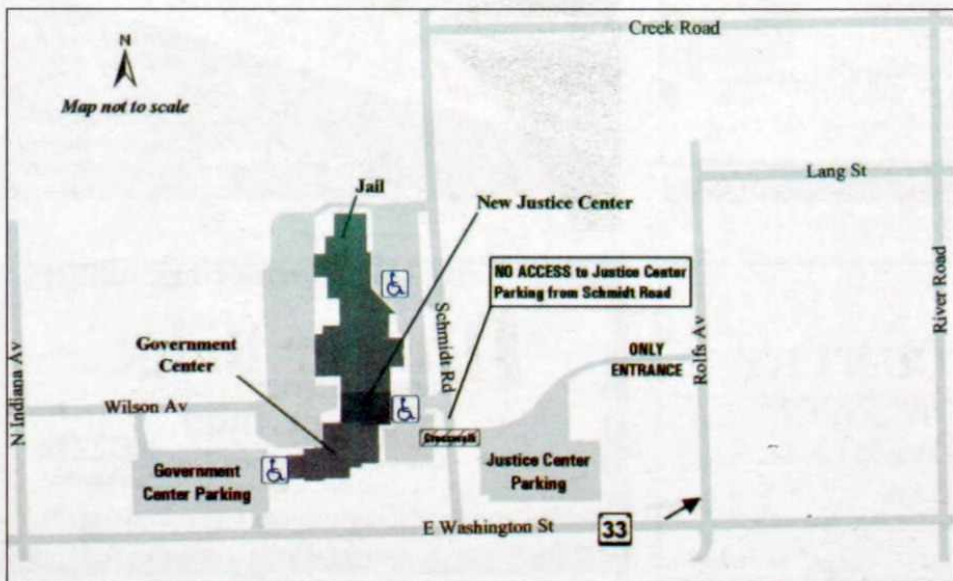 Creek Road
N
Map not to scale
Lang St
Jail
New Justice Center
NO ACCESS to Justice Center
Parking from Schmidt Road
River Road
Schmidt Rd
Rolfs Av
N Indiana Av
Government
Center
ONLY
ENTRANCE
Wilson Av
Crosswalk
Government
Center Parking
Justice Center
Parking
E Washington St
33